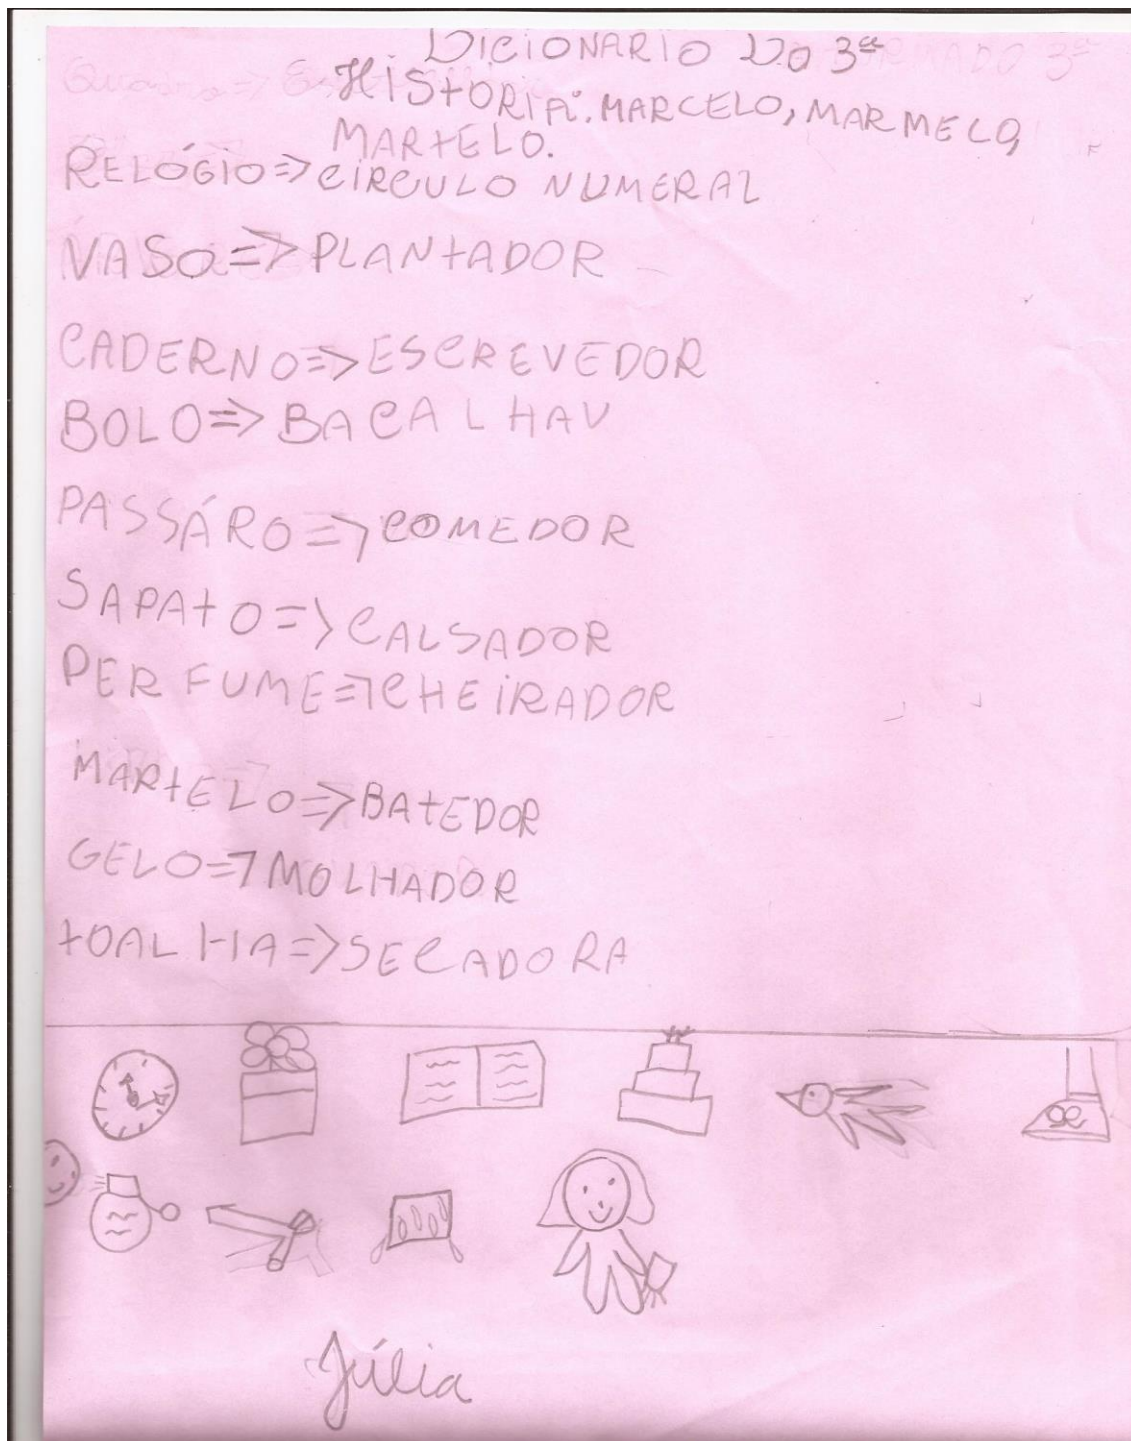 DICIONARIO DO 3ª
HISTORIA: MARCELO, MARMELO,
MARTELO.
RELÓGIO=>CIRCULO NUMERAL
VASO=>PLANTADOR
CADERNO=>ESCREVEDOR
BOLO=>BACALHAU
PASSÁRO=>COMEDOR
SAPATO=>CALSADOR
PERFUME=>CHEIRADOR
MARTELO=>BATEDOR
GELO=>MOLHADOR
TOALHA=>SECADORA
Júlia